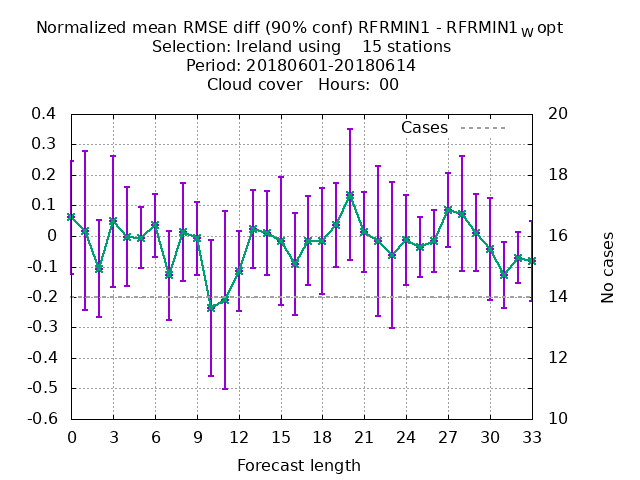 Normalized mean RMSE diff (90% conf) RFRMIN1 - RFRMIN1_W opt
Selection: Ireland using 15 stations
Period: 20180601-20180614
Cloud cover Hours: 00
0.4 20
Cases
0.3
0.2 18
0.1
0 16
-0.1
-0.2 14
-0.3
-0.4 12
-0.5
-0.6 10
No cases
0 3 6 9 12 15 18 21 24 27 30 33
Forecast length